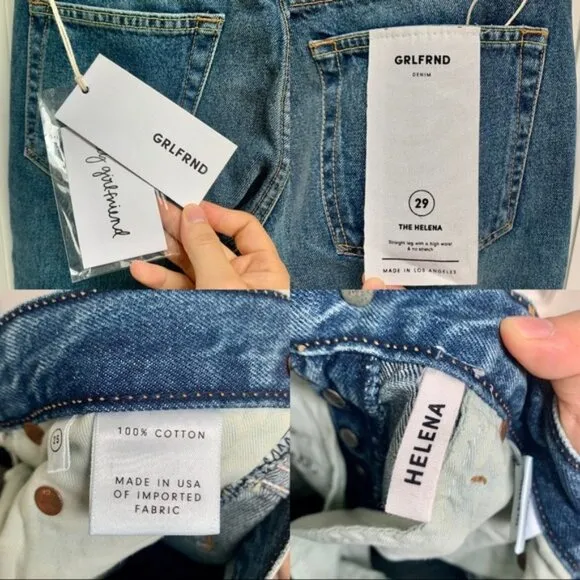 GRLFRND
girlfriend
GRLFRND
DENIM
29
THE HELENA
Straight leg with a high waist
& no stretch
MADE IN LOS ANGELES
100% COTTON
MADE IN USA
OF IMPORTED
FABRIC
HELENA